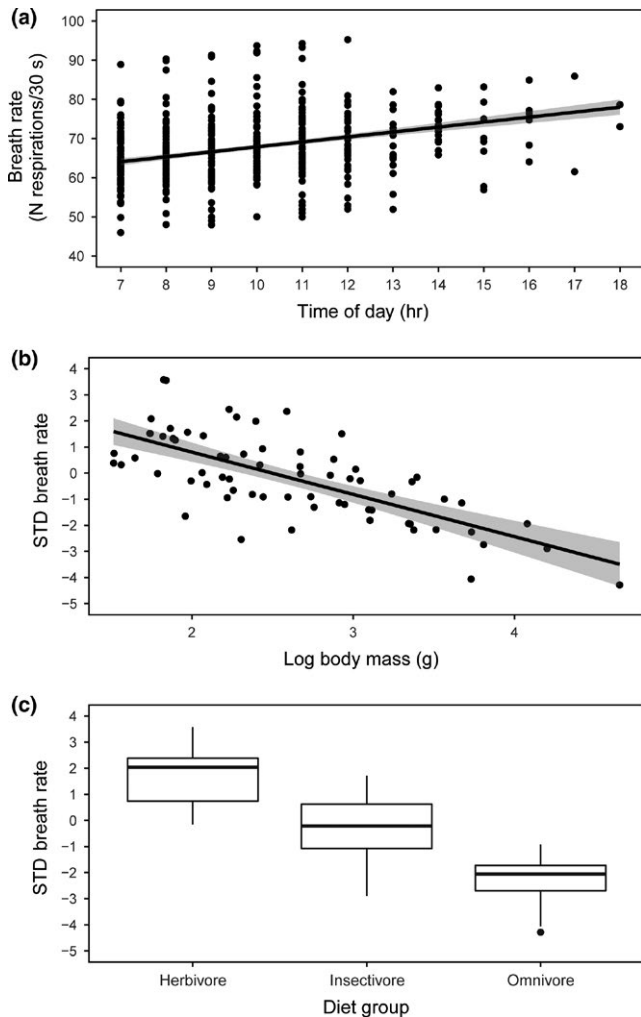 (a)
100
90
80
70
60
50
40
Breath rate
(N respirations/30 s)
7 8 9 10 11 12 13 14 15 16 17 18
Time of day (hr)
(b)
4
3
2
1
0
-1
-2
-3
-4
-5
STD breath rate
2 3 4
Log body mass (g)
(c)
4
3
2
1
0
-1
-2
-3
-4
-5
STD breath rate
Herbivore Insectivore Omnivore
Diet group